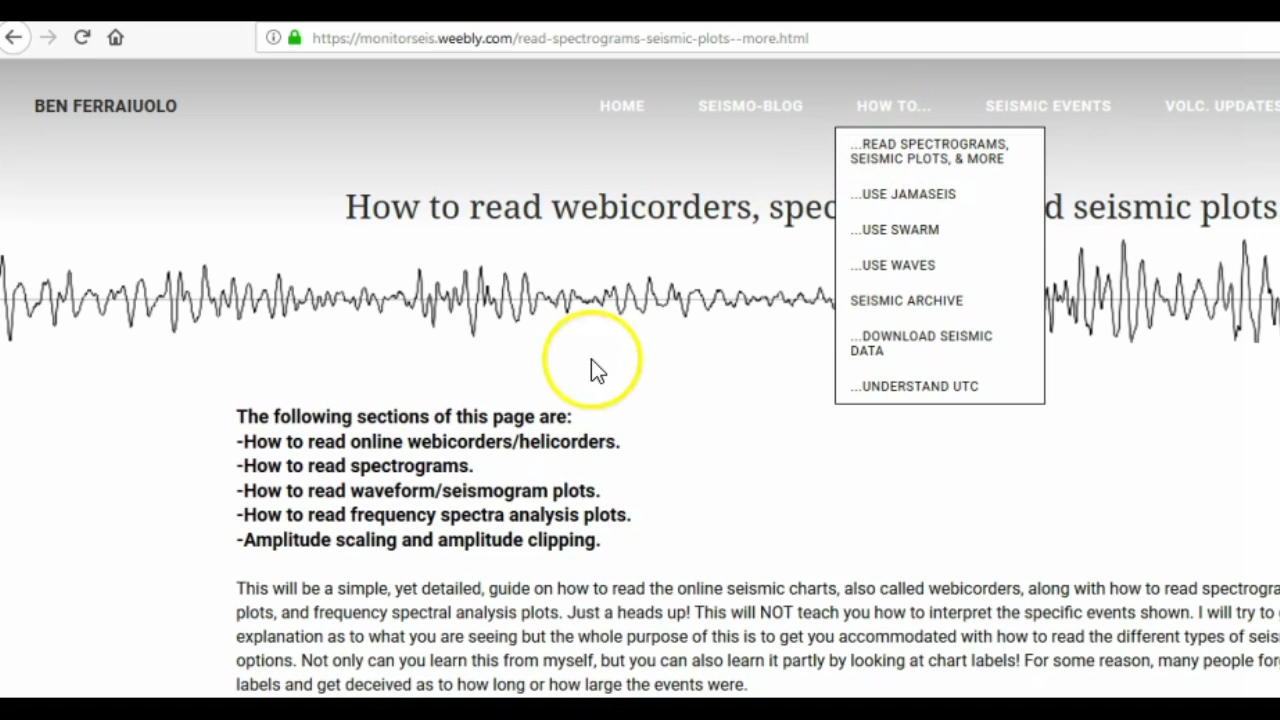 https://monitorseis.weebly.com/read-spectrograms-seismic-plots--more.html
BEN FERRAIUOLO
HOME SEISMO-BLOG HOW TO... SEISMIC EVENTS VOLC. UPDATES
...READ SPECTROGRAMS,
SEISMIC PLOTS, & MORE
...USE JAMASEIS
...USE SWARM
...USE WAVES
SEISMIC ARCHIVE
...DOWNLOAD SEISMIC
DATA
...UNDERSTAND UTC
How to read webicorders, seismic plots
The following sections of this page are:
-How to read online webicorders/helicorders.
-How to read spectrograms.
-How to read waveform/seismogram plots.
-How to read frequency spectra analysis plots.
-Amplitude scaling and amplitude clipping.
This will be a simple, yet detailed, guide on how to read the online seismic charts, also called webicorders, along with how to read
plots, and frequency spectral analysis plots. Just a heads up! This will NOT teach you how to interpret the specific events shown. I will try to
explanation as to what you are seeing but the whole purpose of this is to get you accommodated with how to read the different types of
options. Not only can you learn this from myself, but you can also learn it partly by looking at chart labels! For some reason, many people
labels and get deceived as to how long or how large the events were.